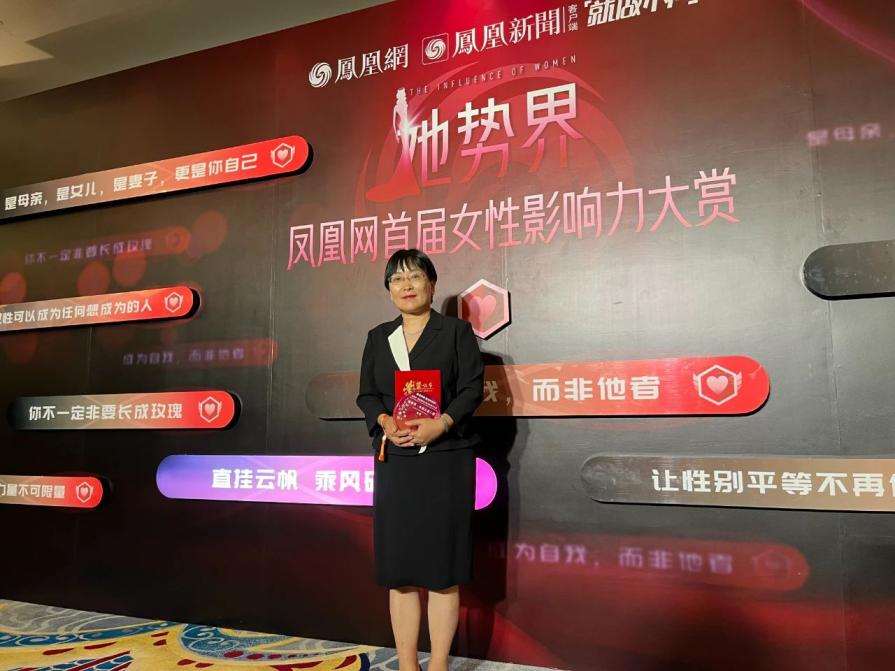 鳳凰網 鳳凰新聞 客户端
THE INFLUENCE OF WOMEN
她势界
凤凰网首届女性影响力大赏
是母亲，是女儿，是妻子，更是你自己
是母亲
你不一定非要长成玫瑰
性可以成为任何想成为的人
成为自我，而非他者
我，而非他者
你不一定非要长成玫瑰
直挂云帆 乘风
让性别平等不再
量不可限量
成为自我，而非他者